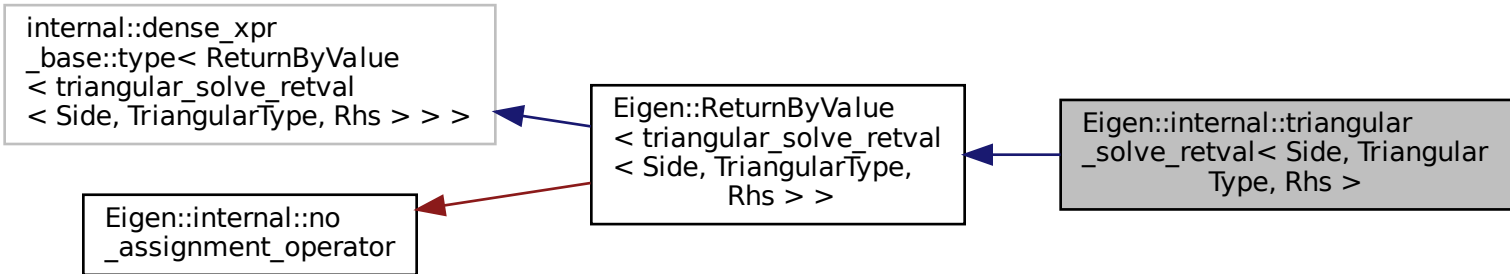 internal::dense_xpr
_base::type< ReturnByValue
< triangular_solve_retval
< Side, TriangularType, Rhs > > >
Eigen::internal::no
_assignment_operator
Eigen::ReturnByValue
< triangular_solve_retval
< Side, TriangularType,
Rhs > >
Eigen::internal::triangular
_solve_retval< Side, Triangular
Type, Rhs >